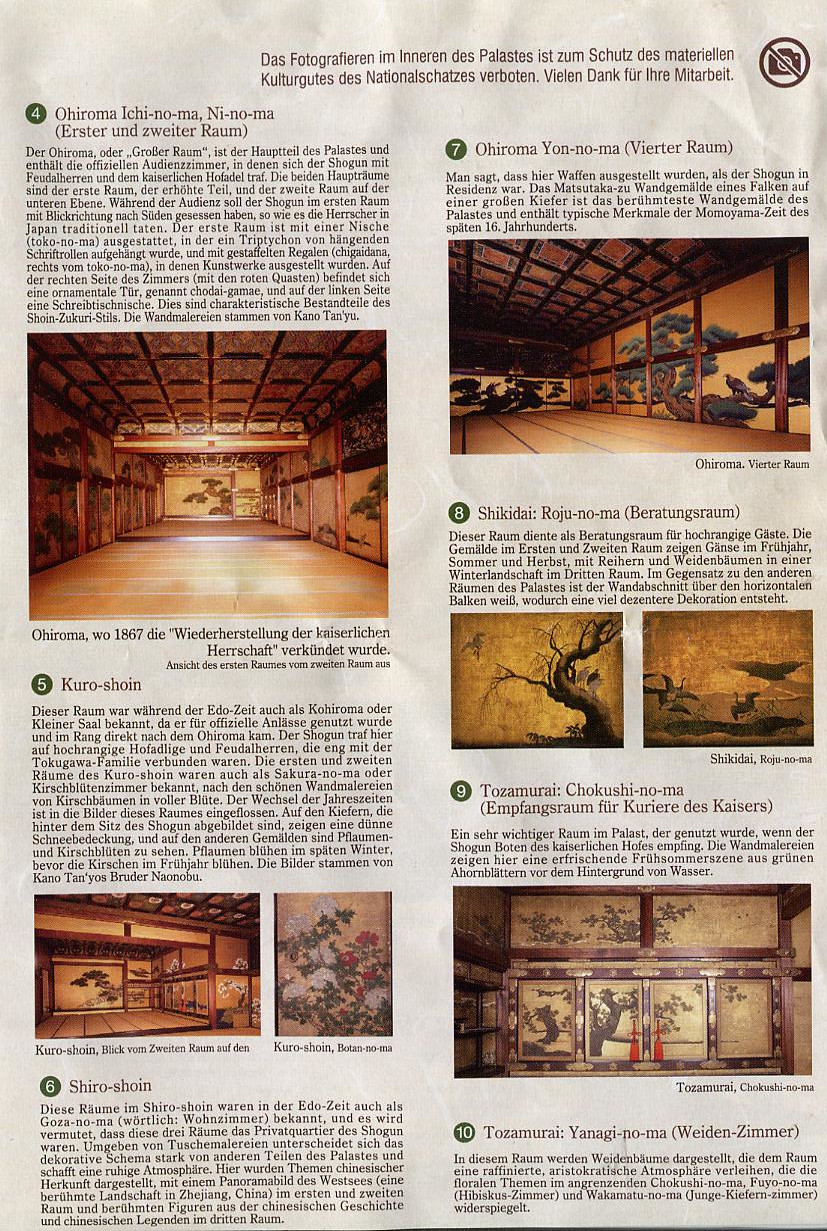 Das Fotografieren im Inneren des Palastes ist zum Schutz des materiellen
Kulturgutes des Nationalschatzes verboten. Vielen Dank für Ihre Mitarbeit.
4 Ohiroma Ichi-no-ma, Ni-no-ma
(Erster und zweiter Raum)
Der Ohiroma, oder „Großer Raum“, ist der Hauptteil des Palastes und
enthält die offiziellen Audienzzimmer, in denen sich der Shogun mit
Feudalherren und dem kaiserlichen Hofadel traf. Die beiden Haupträume
sind der erste Raum, der erhöhte Teil, und der zweite Raum auf der
unteren Ebene. Während der Audienz soll der Shogun im ersten Raum
mit Blickrichtung nach Süden gesessen haben, so wie es die Herrscher in
Japan traditionell taten. Der erste Raum ist mit einer Nische
(toko-no-ma) ausgestattet, in der ein Triptychon von hängenden
Schriftrollen aufgehängt wurde, und mit gestaffelten Regalen (chigaidana,
rechts vom toko-no-ma), in denen Kunstwerke ausgestellt wurden. Auf
der rechten Seite des Zimmers (mit den roten Quasten) befindet sich
eine ornamentale Tür, genannt chodai-gamae, und auf der linken Seite
eine Schreibtischnische. Dies sind charakteristische Bestandteile des
Shoin-Zukuri-Stils. Die Wandmalereien stammen von Kano Tan'yu.
Ohiroma, wo 1867 die "Wiederherstellung der kaiserlichen
Herrschaft" verkündet wurde.
Ansicht des ersten Raumes vom zweiten Raum aus
5 Kuro-shoin
Dieser Raum war während der Edo-Zeit auch als Kohiroma oder
Kleiner Saal bekannt, da er für offizielle Anlässe genutzt wurde
und im Rang direkt nach dem Ohiroma kam. Der Shogun traf hier
auf hochrangige Hofadlige und Feudalherren, die eng mit der
Tokugawa-Familie verbunden waren. Die ersten und zweiten
Räume des Kuro-shoin waren auch als Sakura-no-ma oder
Kirschblütenzimmer bekannt, nach den schönen Wandmalereien
von Kirschbäumen in voller Blüte. Der Wechsel der Jahreszeiten
ist in die Bilder dieses Raumes eingeflossen. Auf den Kiefern, die
hinter dem Sitz des Shogun abgebildet sind, zeigen eine dünne
Schneebedeckung, und auf den anderen Gemälden sind Pflaumen-
und Kirschblüten zu sehen. Pflaumen blühen im späten Winter,
bevor die Kirschen im Frühjahr blühen. Die Bilder stammen von
Kano Tan'yos Bruder Naonobu.
Kuro-shoin, Blick vom Zweiten Raum auf den
Kuro-shoin, Botan-no-ma
6 Shiro-shoin
Diese Räume im Shiro-shoin waren in der Edo-Zeit auch als
Goza-no-ma (wörtlich: Wohnzimmer) bekannt, und es wird
vermutet, dass diese drei Räume das Privatquartier des Shogun
waren. Umgeben von Tuschemalereien unterscheidet sich das
dekorative Schema stark von anderen Teilen des Palastes und
schafft eine ruhige Atmosphäre. Hier wurden Themen chinesischer
Herkunft dargestellt, mit einem Panoramabild des Westsees (eine
berühmte Landschaft in Zhejiang, China) im ersten und zweiten
Raum und berühmten Figuren aus der chinesischen Geschichte
und chinesischen Legenden im dritten Raum.
7 Ohiroma Yon-no-ma (Vierter Raum)
Man sagt, dass hier Waffen ausgestellt wurden, als der Shogun in
Residenz war. Das Matsutaka-zu Wandgemälde eines Falken auf
einer großen Kiefer ist das berühmteste Wandgemälde des
Palastes und enthält typische Merkmale der Momoyama-Zeit des
späten 16. Jahrhunderts.
Ohiroma. Vierter Raum
8 Shikidai: Roju-no-ma (Beratungsraum)
Dieser Raum diente als Beratungsraum für hochrangige Gäste. Die
Gemälde im Ersten und Zweiten Raum zeigen Gänse im Frühjahr,
Sommer und Herbst, mit Reihern und Weidenbäumen in einer
Winterlandschaft im Dritten Raum. Im Gegensatz zu den anderen
Räumen des Palastes ist der Wandabschnitt über den horizontalen
Balken weiß, wodurch eine viel dezentere Dekoration entsteht.
Shikidai, Roju-no-ma
9 Tozamurai: Chokushi-no-ma
(Empfangsraum für Kuriere des Kaisers)
Ein sehr wichtiger Raum im Palast, der genutzt wurde, wenn der
Shogun Boten des kaiserlichen Hofes empfing. Die Wandmalereien
zeigen hier eine erfrischende Frühsommerszene aus grünen
Ahornblättern vor dem Hintergrund von Wasser.
Tozamurai, Chokushi-no-ma
10 Tozamurai: Yanagi-no-ma (Weiden-Zimmer)
In diesem Raum werden Weidenbäume dargestellt, die dem Raum
eine raffinierte, aristokratische Atmosphäre verleihen, die die
floralen Themen im angrenzenden Chokushi-no-ma, Fuyo-no-ma
(Hibiskus-Zimmer) und Wakamatu-no-ma (Junge-Kiefern-zimmer)
widerspiegelt.